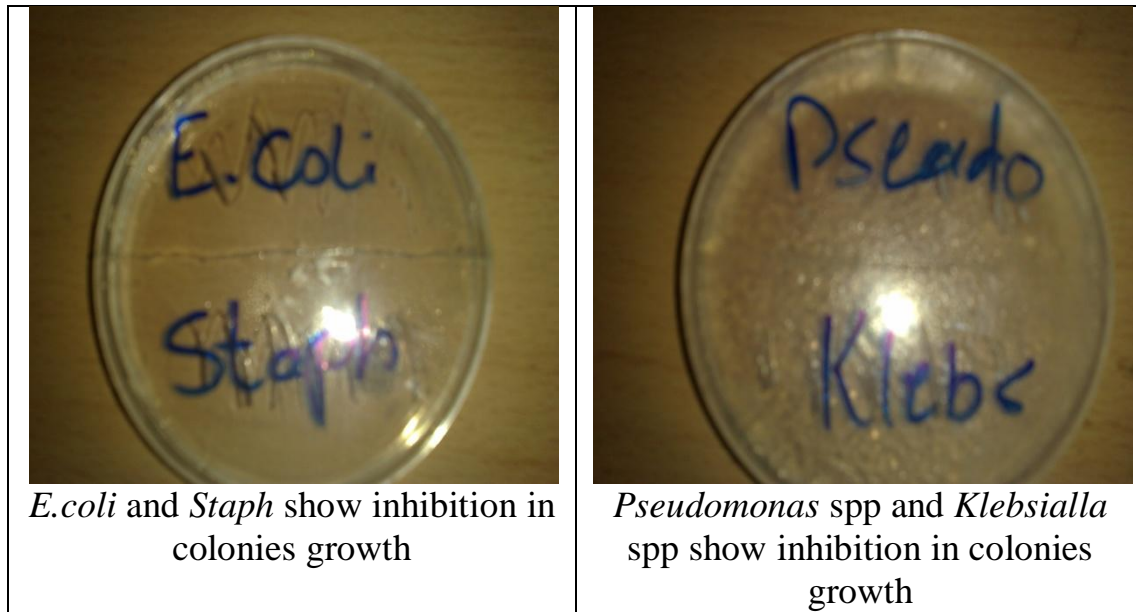 E.Coli
Staph
E.coli and Staph show inhibition in
colonies growth
Pseudo
Klebs
Pseudomonas spp and Klebsialla
spp show inhibition in colonies
growth